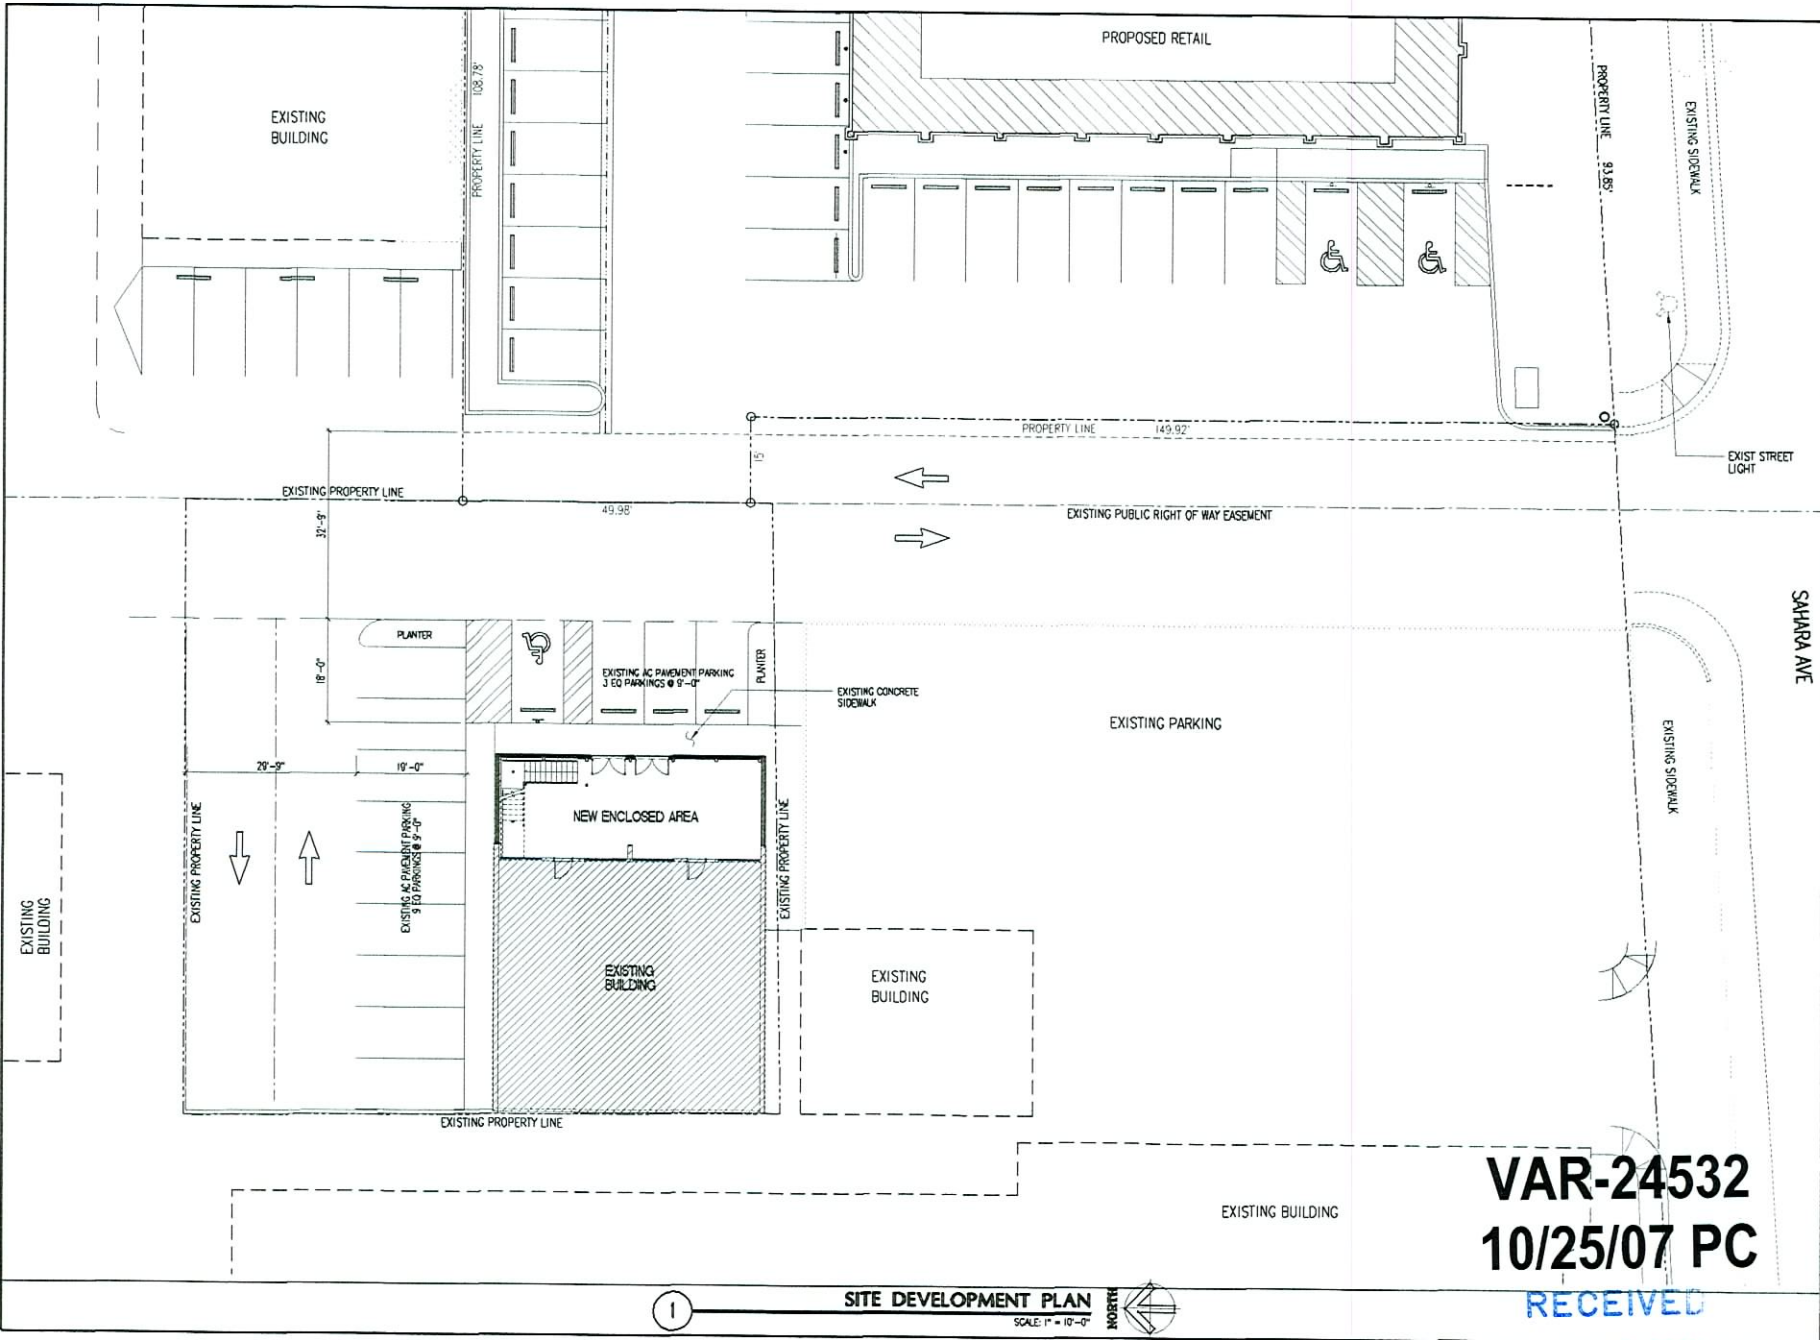 PROPOSED RETAIL
EXISTING
BUILDING
PROPERTY LINE 108.78'
PROPERTY LINE 93.85'
EXISTING SIDEWALK
PROPERTY LINE 149.92'
EXIST STREET
LIGHT
15'
EXISTING PROPERTY LINE
49.98'
EXISTING PUBLIC RIGHT OF WAY EASEMENT
32'-9"
SAHARA AVE
PLANTER
18'-0"
EXISTING AC PAVEMENT PARKING
3 EQ PARKINGS @ 9'-0"
PLANTER
EXISTING CONCRETE
SIDEWALK
EXISTING PARKING
EXISTING SIDEWALK
19'-0"
NEW ENCLOSED AREA
EXISTING PROPERTY LINE
EXISTING AC PAVEMENT PARKING
9 EQ PARKINGS @ 9'-0"
EXISTING PROPERTY LINE
EXISTING
BUILDING
EXISTING
BUILDING
EXISTING
BUILDING
EXISTING PROPERTY LINE
VAR-24532
EXISTING BUILDING
10/25/07 PC
1
SITE DEVELOPMENT PLAN
SCALE: 1" = 10'-0"
NORTH
RECEIVED